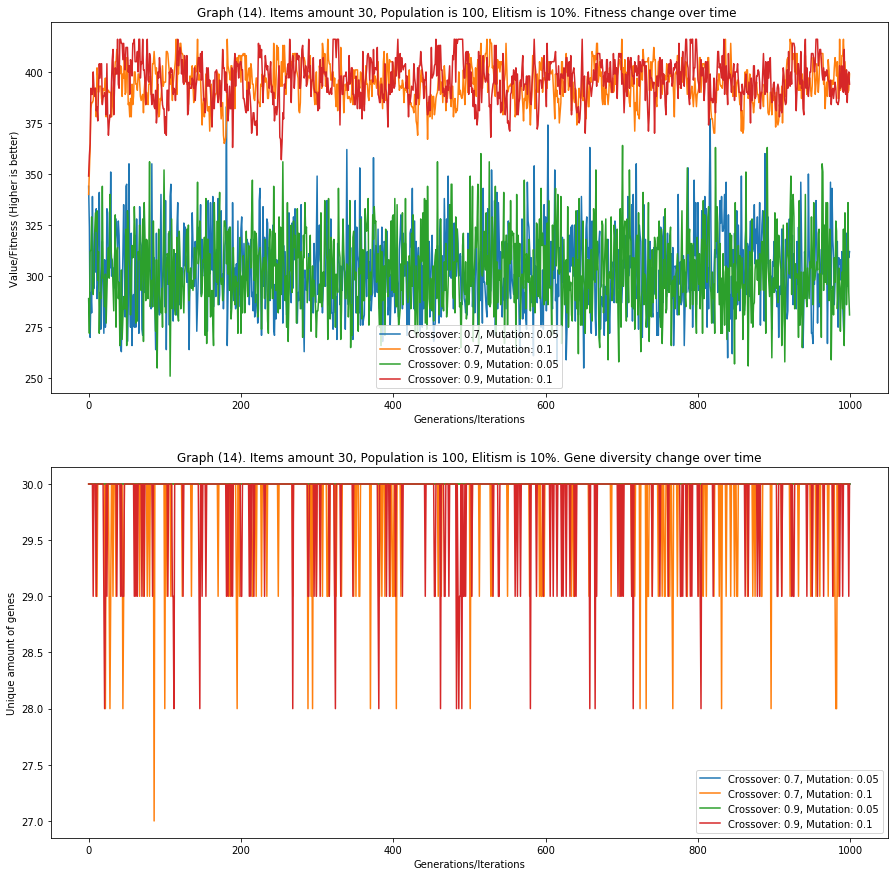 Graph (14). Items amount 30, Population is 100, Elitism is 10%. Fitness change over time
Value/Fitness (Higher is better)
400
375
350
325
300
275
250
Crossover: 0.7, Mutation: 0.05
Crossover: 0.7, Mutation: 0.1
Crossover: 0.9, Mutation: 0.05
Crossover: 0.9, Mutation: 0.1
0 200 400 600 800 1000
Generations/Iterations
Graph (14). Items amount 30, Population is 100, Elitism is 10%. Gene diversity change over time
Unique amount of genes
30.0
29.5
29.0
28.5
28.0
27.5
27.0
Crossover: 0.7, Mutation: 0.05
Crossover: 0.7, Mutation: 0.1
Crossover: 0.9, Mutation: 0.05
Crossover: 0.9, Mutation: 0.1
0 200 400 600 800 1000
Generations/Iterations